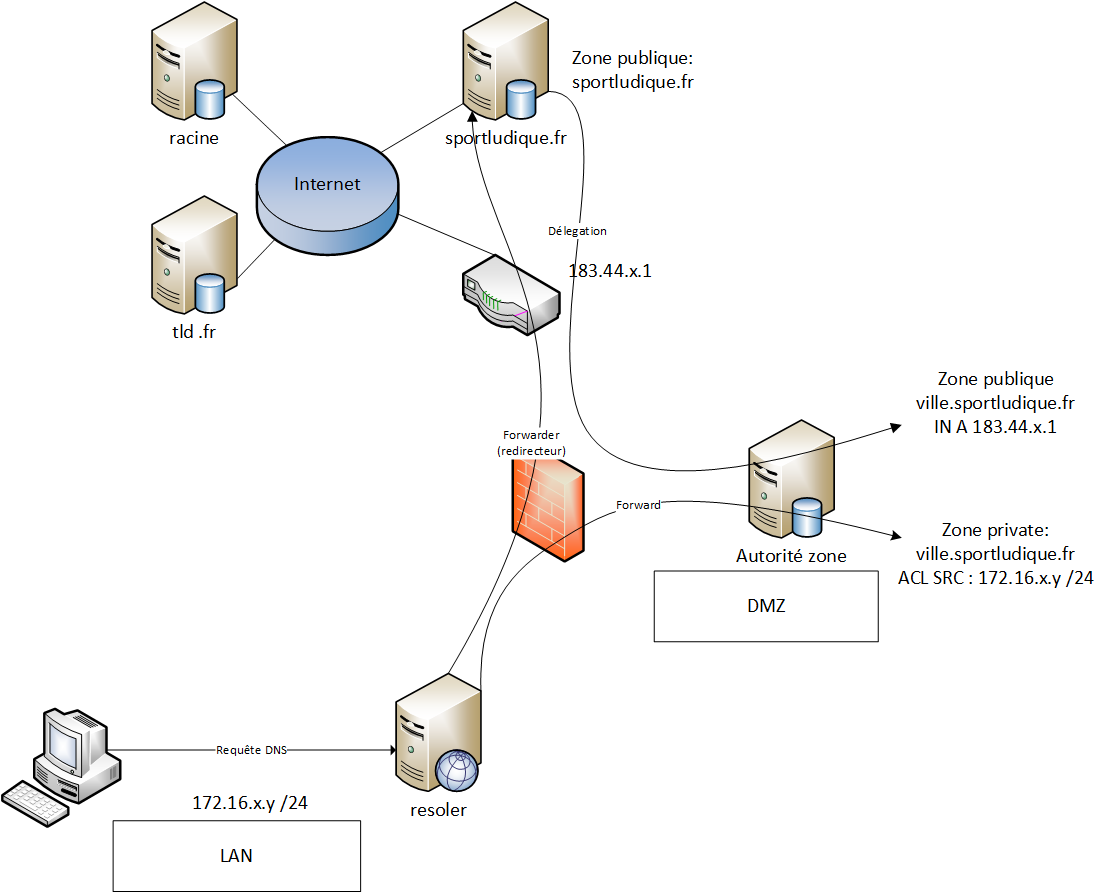 Zone publique:
sportludique.fr
racine
sportludique.fr
Internet
Délegation
183.44.x.1
tld .fr
Zone publique
ville.sportludique.fr
IN A 183.44.x.1
Forwarder
(redirecteur)
Forward
Zone private:
ville.sportludique.fr
ACL SRC : 172.16.x.y /24
Autorité zone
DMZ
Requête DNS
172.16.x.y /24
resoler
LAN